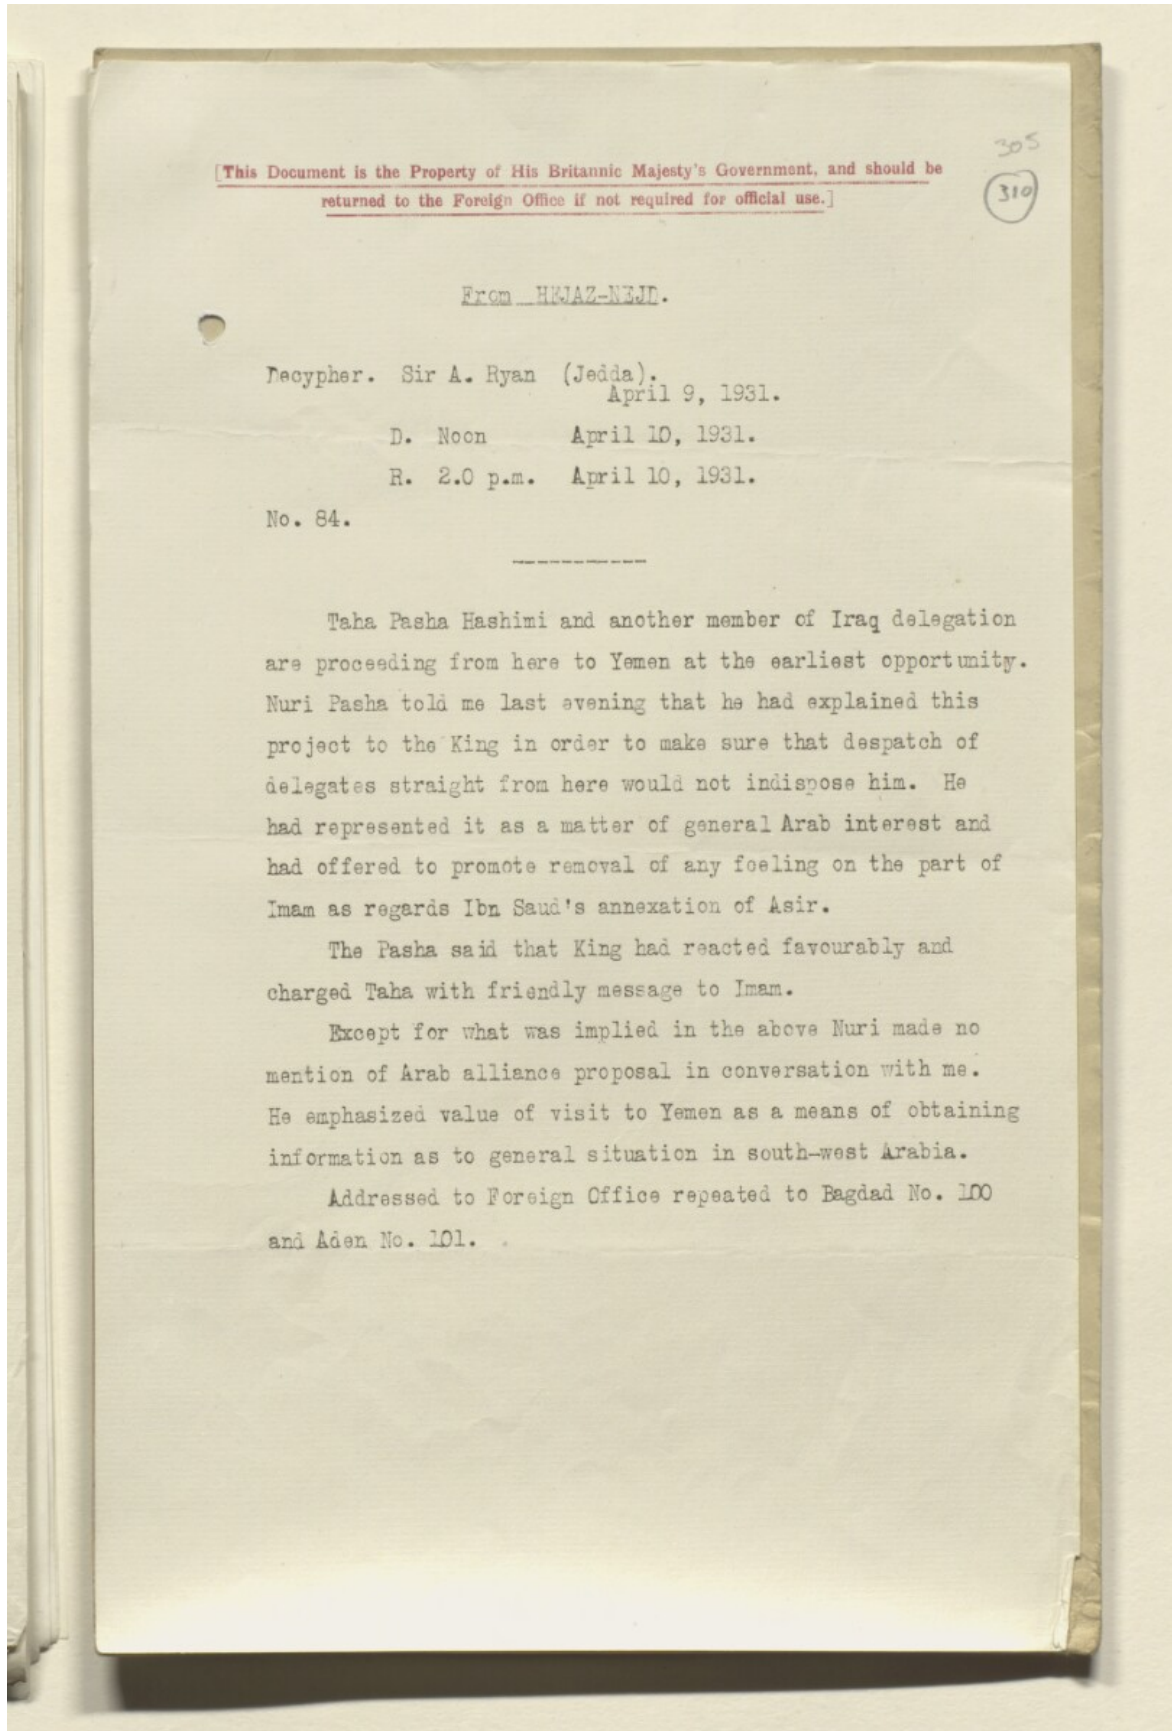 305
310
[This Document is the Property of His Britannic Majesty's Government, and should be
returned to the Foreign Office if not required for official use.]
From HEJAZ-NEJD.
Decypher. Sir A. Ryan (Jedda).
April 9, 1931.
D. Noon April 10, 1931.
R. 2.0 p.m. April 10, 1931.
No. 84.
-----------
Taha Pasha Hashimi and another member of Iraq delegation
are proceeding from here to Yemen at the earliest opportunity.
Nuri Pasha told me last evening that he had explained this
project to the King in order to make sure that despatch of
delegates straight from here would not indispose him. He
had represented it as a matter of general Arab interest and
had offered to promote removal of any feeling on the part of
Imam as regards Ibn Saud's annexation of Asir.
The Pasha said that King had reacted favourably and
charged Taha with friendly message to Imam.
Except for what was implied in the above Nuri made no
mention of Arab alliance proposal in conversation with me.
He emphasized value of visit to Yemen as a means of obtaining
information as to general situation in south-west Arabia.
Addressed to Foreign Office repeated to Bagdad No. 100
and Aden No. 101.